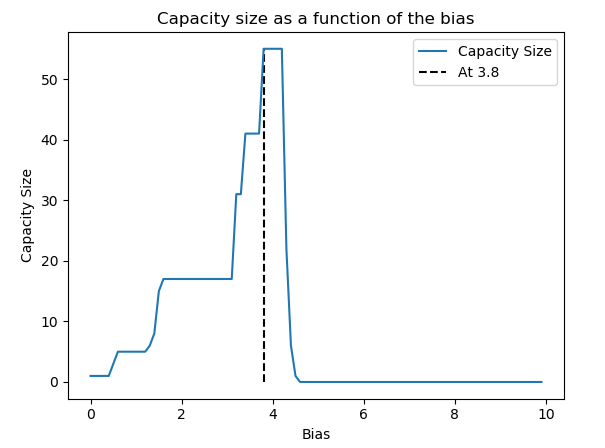 Capacity size as a function of the bias
Capacity Size
At 3.8
Capacity Size
50
40
30
20
10
0
0 2 4 6 8 10
Bias